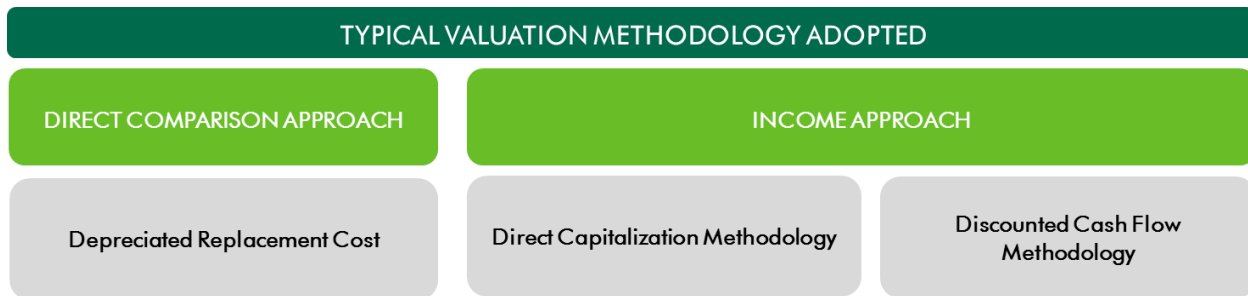 TYPICAL VALUATION METHODOLOGY ADOPTED
DIRECT COMPARISON APPROACH
INCOME APPROACH
Depreciated Replacement Cost
Direct Capitalization Methodology
Discounted Cash Flow
Methodology